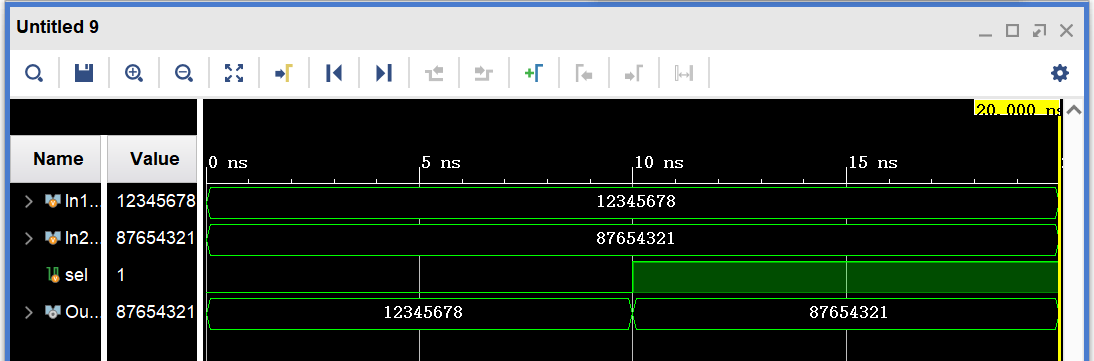 Untitled 9
20.000 ns
Name Value
0 ns 5 ns 10 ns 15 ns
In1... 12345678 12345678
In2... 87654321 87654321
sel 1
Ou... 87654321 12345678 87654321